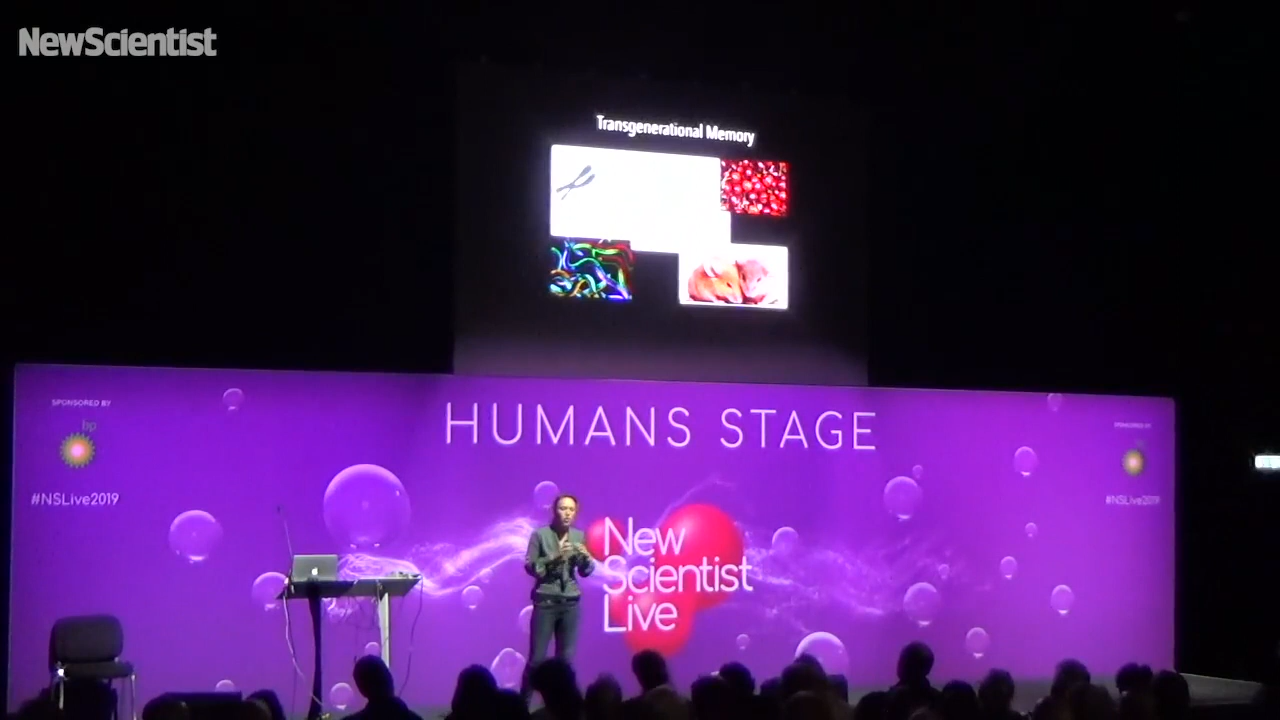 NewScientist
Transgenerational Memory
SPONSORED BY
bp
#NSLive2019
HUMANS STAGE
SPONSORED BY
#NSLive2019
New
Scientist
Live